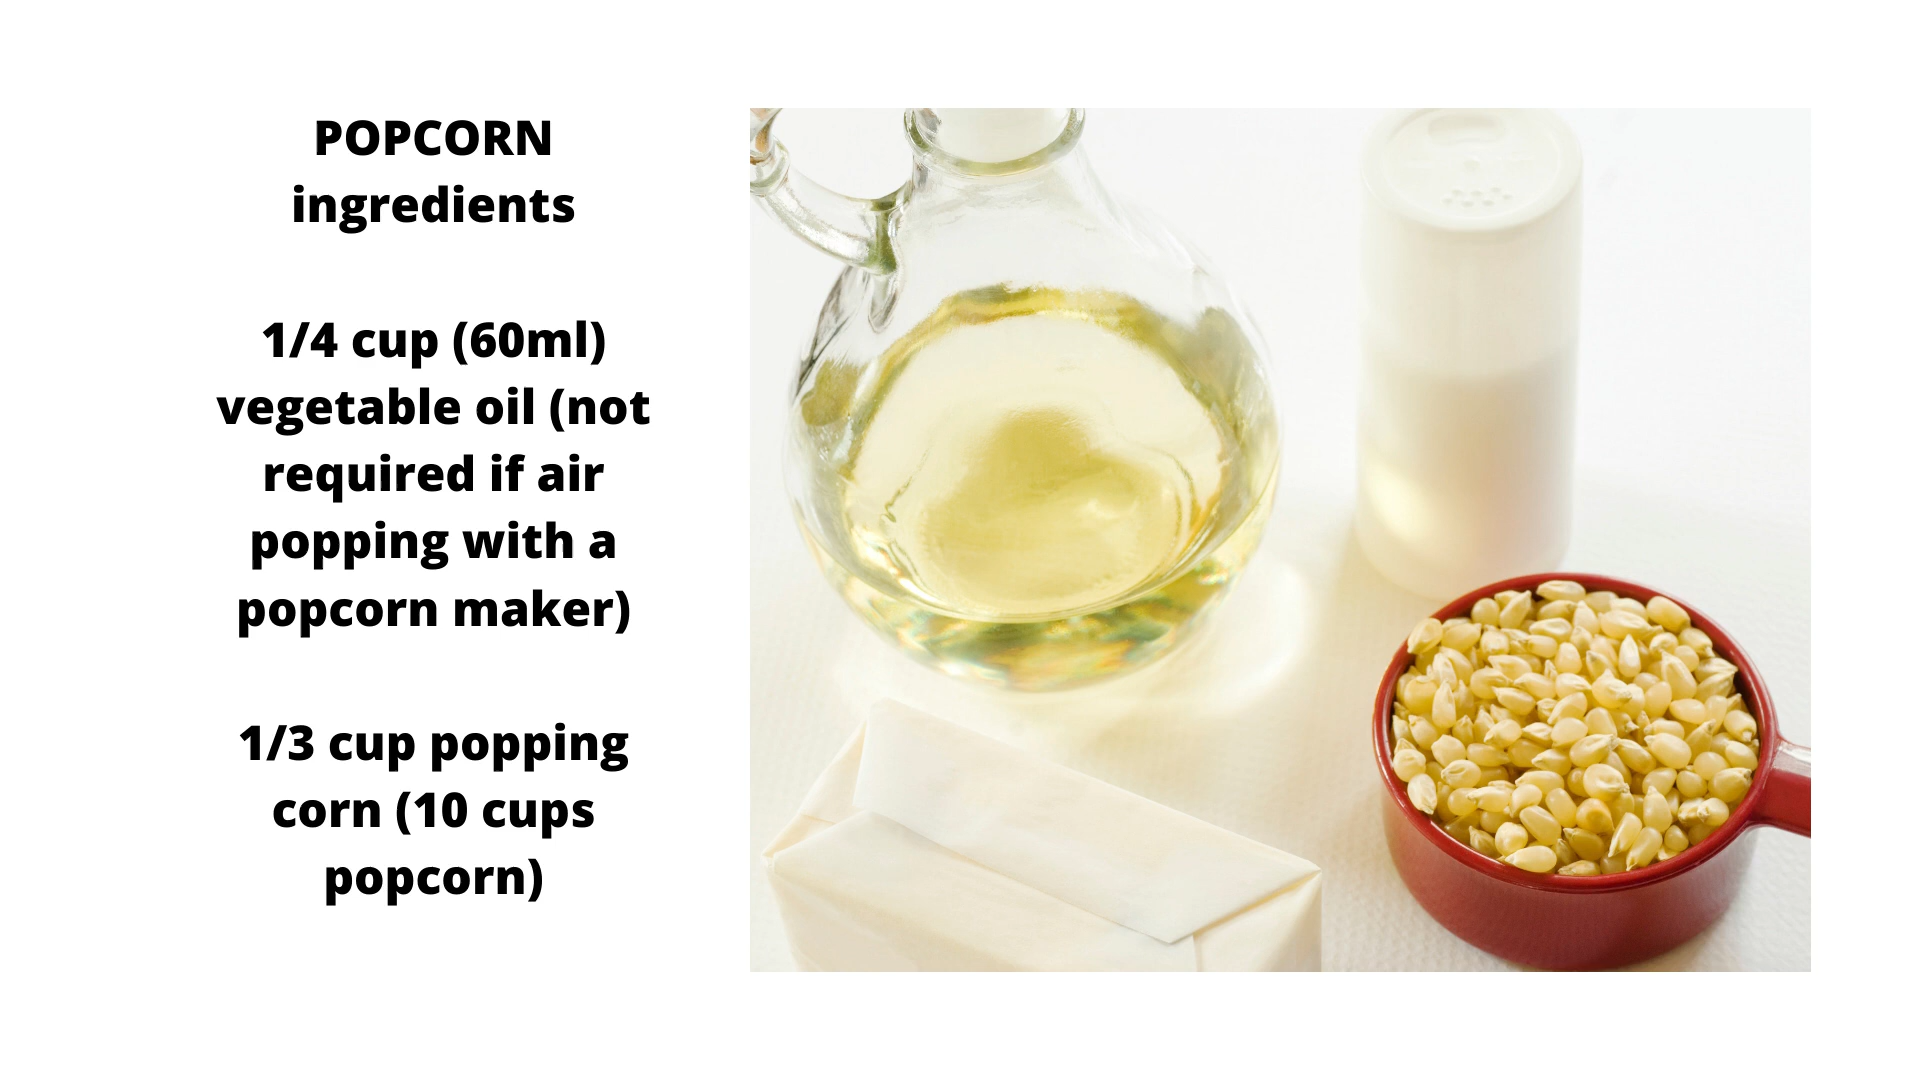 POPCORN
ingredients
1/4 cup (60ml)
vegetable oil (not
required if air
popping with a
popcorn maker)
1/3 cup popping
corn (10 cups
popcorn)